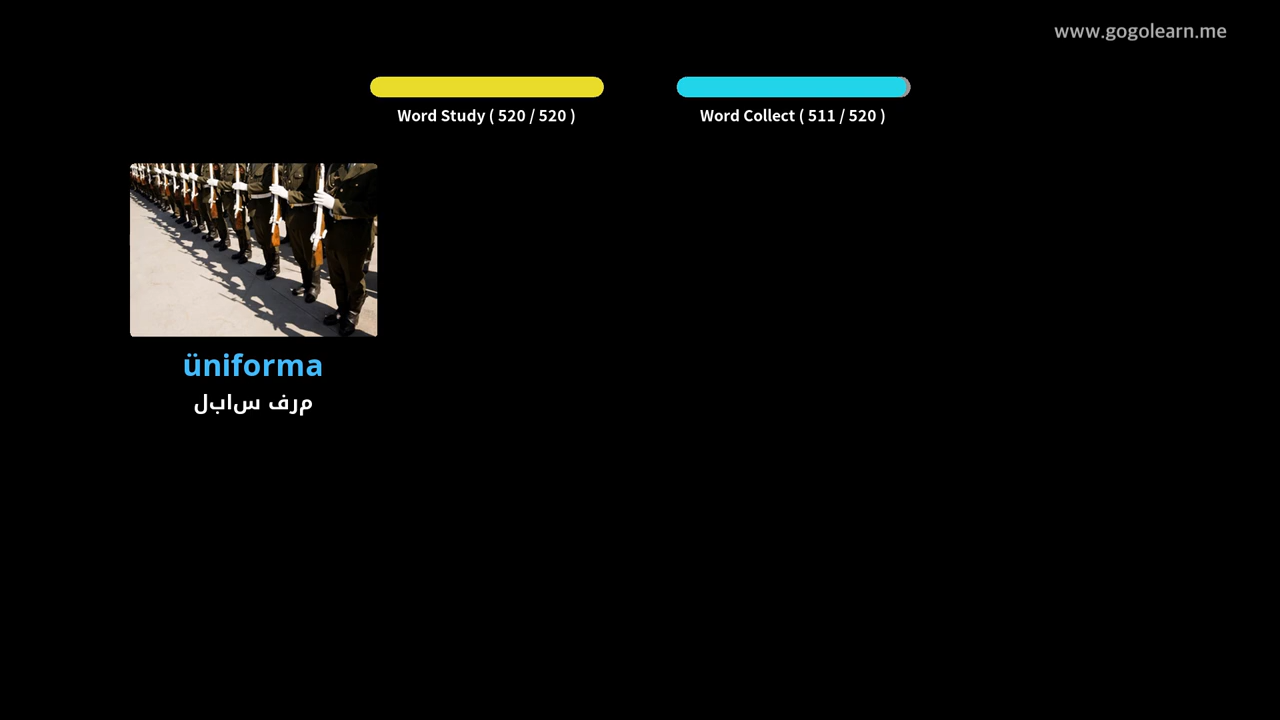 www.gogolearn.me
Word Study ( 520 / 520 )
Word Collect ( 511 / 520 )
üniforma
مرف سابل